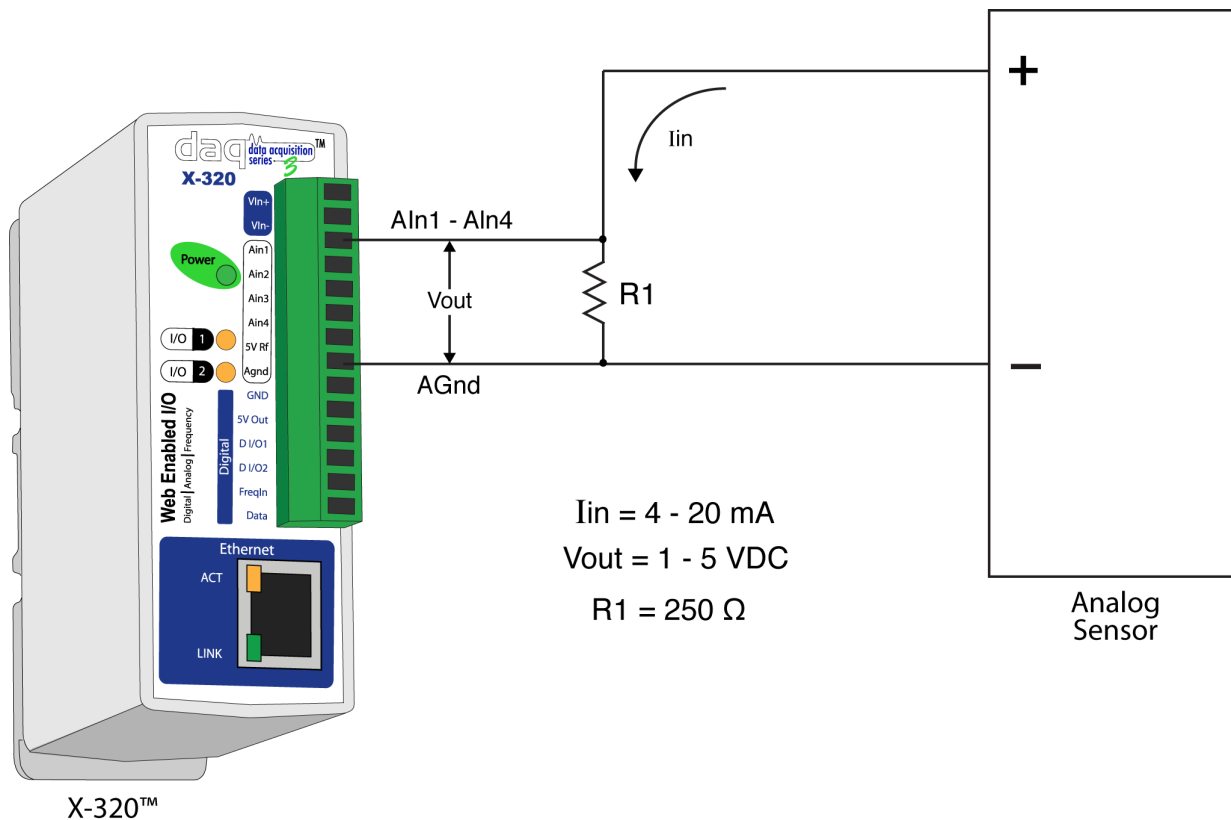 daq
data acquisition
series
3
TM
X-320
VIn+
VIn-
Power
Ain1
Ain2
Ain3
Ain4
5V Rf
Agnd
I/O 1
I/O 2
GND
5V Out
D I/O1
D I/O2
FreqIn
Data
Digital
Web Enabled I/O
Digital | Analog | Frequency
Ethernet
ACT
LINK
X-320™
AIn1 - AIn4
Vout
AGnd
R1
Iin
+
−
Iin = 4 - 20 mA
Vout = 1 - 5 VDC
R1 = 250 Ω
Analog
Sensor